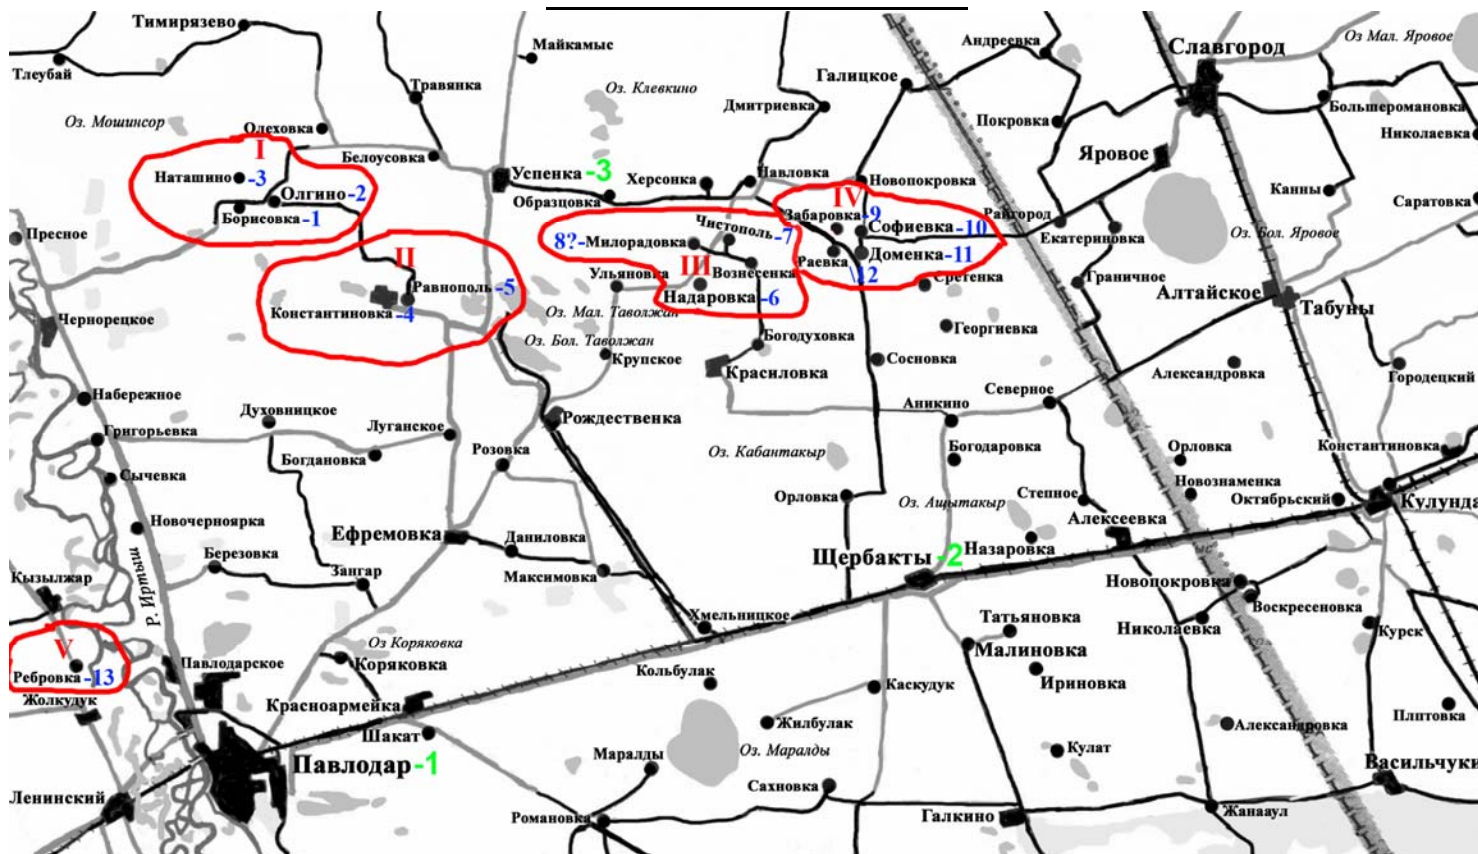 Тимирязево
Майкамыс
Андреевка
Славгород
Оз Мал. Яровое
Тлеубай
Травянка
Оз. Клевкино
Галицкое
Большеромановка
Дмитриевка
Оз. Мошинсор
Олеховка
Покровка
Николаевка
I
Белоусовка
Яровое
Наташино -3
Успенка -3
Херсонка
Павловка
Новопокровка
Канны
Олгино -2
Образцовка
IV
Саратовка
Борисовка -1
Забаровка -9
Райгород
Пресное
Чистополь -7
Софиевка -10
Екатериновка
Оз. Бол. Яровое
8?- Милорадовка
II
Раевка
Доменка -11
III
Ульяновка
Вознесенка
\12
Сретенка
Граничное
Равнополь -5
Надаровка -6
Алтайское
Константиновка -4
Оз. Мал. Таволжан
Табуны
Чернорецкое
Георгиевка
Оз. Бол. Таволжан
Богодуховка
Крупское
Сосновка
Красиловка
Александровка
Городецкий
Набережное
Северное
Духовницкое
Аникино
Рождественка
Григорьевка
Луганское
Богодаровка
Орловка
Константиновка
Розовка
Оз. Кабантакыр
Богдановка
Сычевка
Новознаменка
Орловка
Оз. Ащытакыр
Степное
Октябрьский
Кулунда
Новочерноярка
Алексеевка
Ефремовка
Даниловка
Назаровка
Березовка
Щербакты -2
Р. Иртыш
Зангар
Максимовка
Кызылжар
Новопокровка
Воскресеновка
Хмельницкое
Татьяновка
Николаевка
Курск
V
Оз Коряковка
Малиновка
Павлодарское
Коряковка
Ребровка -13
Кольбулак
Ириновка
Каскудук
Жолкудук
Красноармейка
Жилбулак
Александровка
Плптовка
Шакат
Маралды
Оз. Маралды
Кулат
Павлодар -1
Васильчуки
Сахновка
Ленинский
Романовка
Галкино
Жанааул